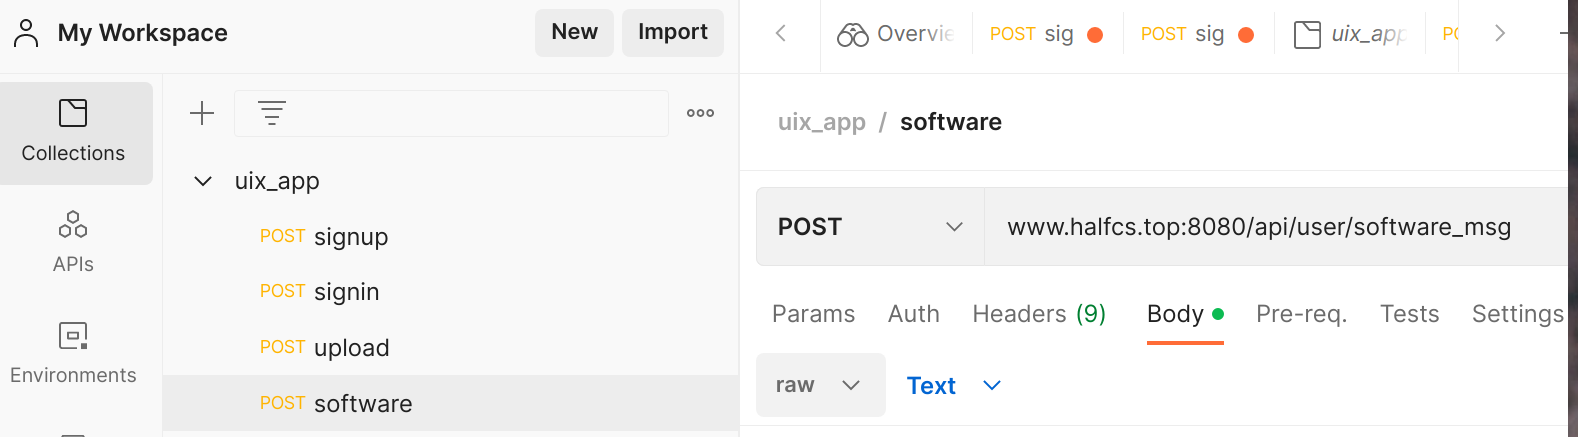 My Workspace
New
Import
Overvie
POST sig
POST sig
uix_app
PO
Collections
APIs
Environments
uix_app
POST signup
POST signin
POST upload
POST software
uix_app / software
POST
www.halfcs.top:8080/api/user/software_msg
Params
Auth
Headers (9)
Body
Pre-req.
Tests
Settings
raw
Text